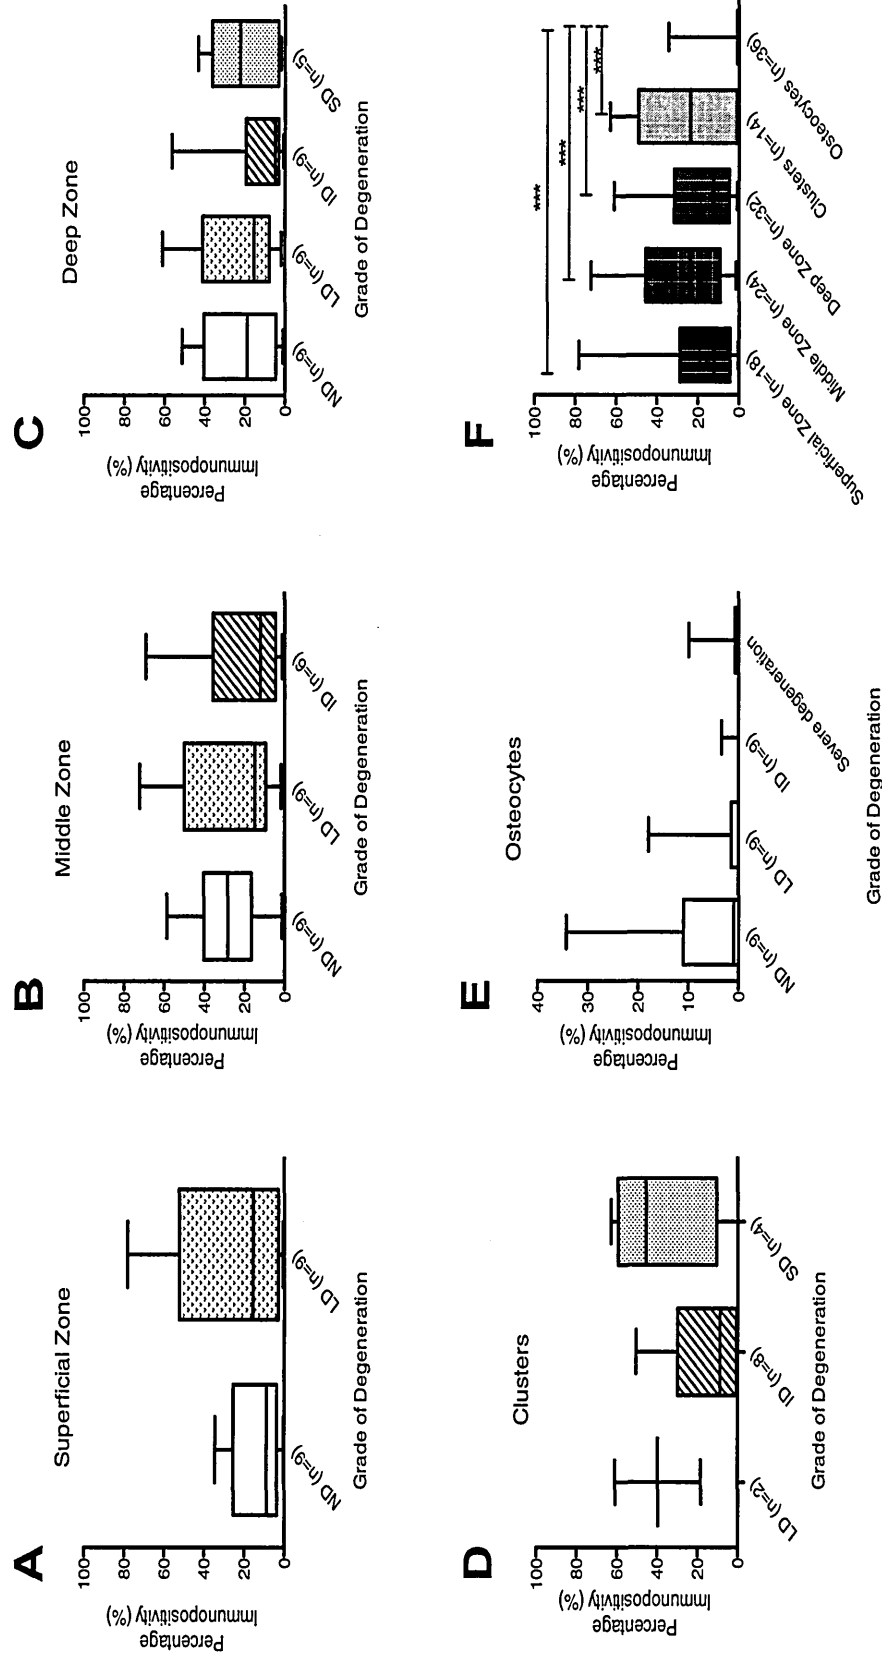 A
Superficial Zone
Percentage
Immunopositivity (%)
100
80
60
40
20
0
ND (n=9)
LD (n=9)
Grade of Degeneration
B
Middle Zone
Percentage
Immunopositivity (%)
100
80
60
40
20
0
ND (n=9)
LD (n=9)
ID (n=6)
Grade of Degeneration
C
Deep Zone
Percentage
Immunopositivity (%)
100
80
60
40
20
0
ND (n=9)
LD (n=9)
ID (n=9)
SD (n=5)
Grade of Degeneration
D
Clusters
Percentage
Immunopositivity (%)
100
80
60
40
20
0
LD (n=2)
ID (n=8)
SD (n=4)
Grade of Degeneration
E
Osteocytes
Percentage
Immunopositivity (%)
40
30
20
10
0
ND (n=9)
LD (n=9)
ID (n=9)
Severe degeneration
Grade of Degeneration
F
Percentage
Immunopositivity (%)
100
80
60
40
20
0
***
***
***
***
Superficial Zone (n=18)
Middle Zone (n=24)
Deep Zone (n=32)
Clusters (n=14)
Osteocytes (n=36)